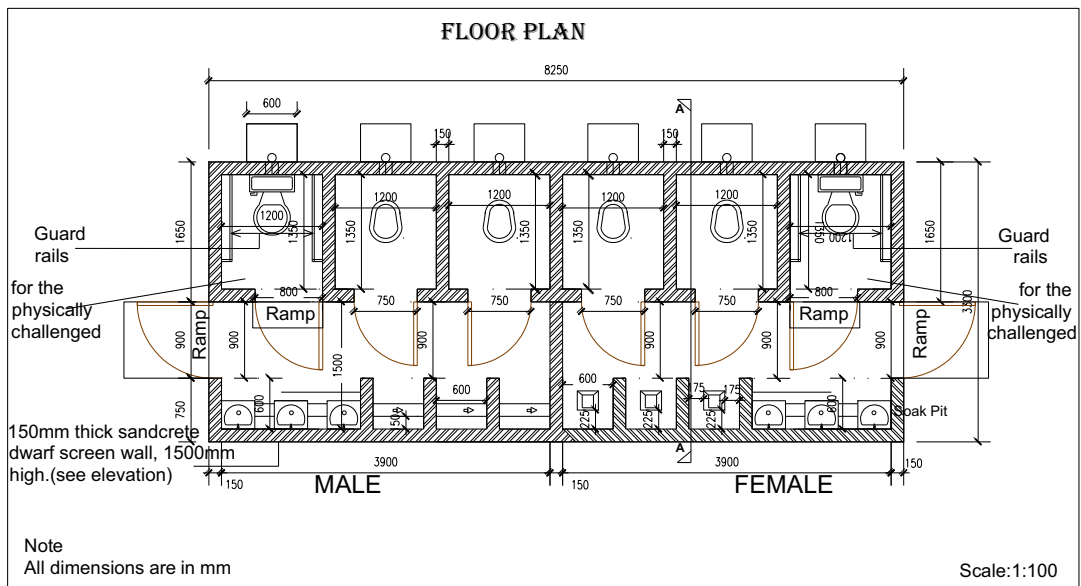 FLOOR PLAN
8250
600
150
150
A
1200
1200
1200
1200
1200
1200
1350
1350
1350
1350
1350
1350
1650
1650
3300
Guard
rails
Guard
rails
for the
physically
challenged
for the
physically
challenged
800
750
750
750
750
800
Ramp
Ramp
Ramp
Ramp
900
900
900
900
900
900
1500
750
600
600
600
600
500
175
175
225
225
225
Soak Pit
150mm thick sandcrete
dwarf screen wall, 1500mm
high.(see elevation)
A
3900
3900
150
150
150
150
MALE
FEMALE
Note
All dimensions are in mm
Scale:1:100